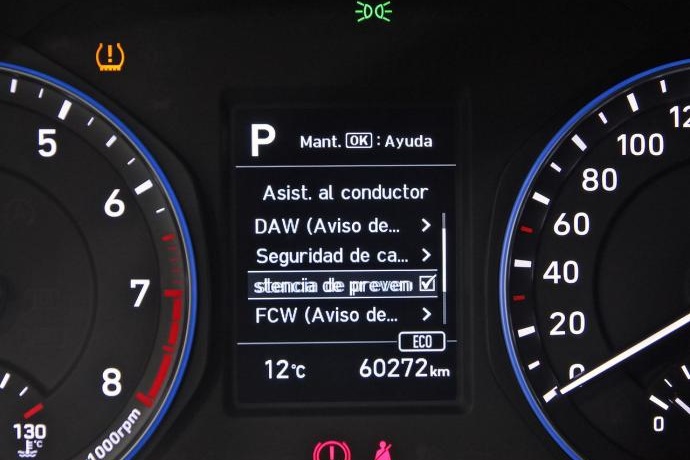 P Mant. OK : Ayuda
Asist. al conductor
DAW (Aviso de...
Seguridad de ca...
stencia de preven
FCW (Aviso de...
ECO
12°C 60272km
5
6
7
8
1000rpm
130
°C
100
80
60
40
20
0
0